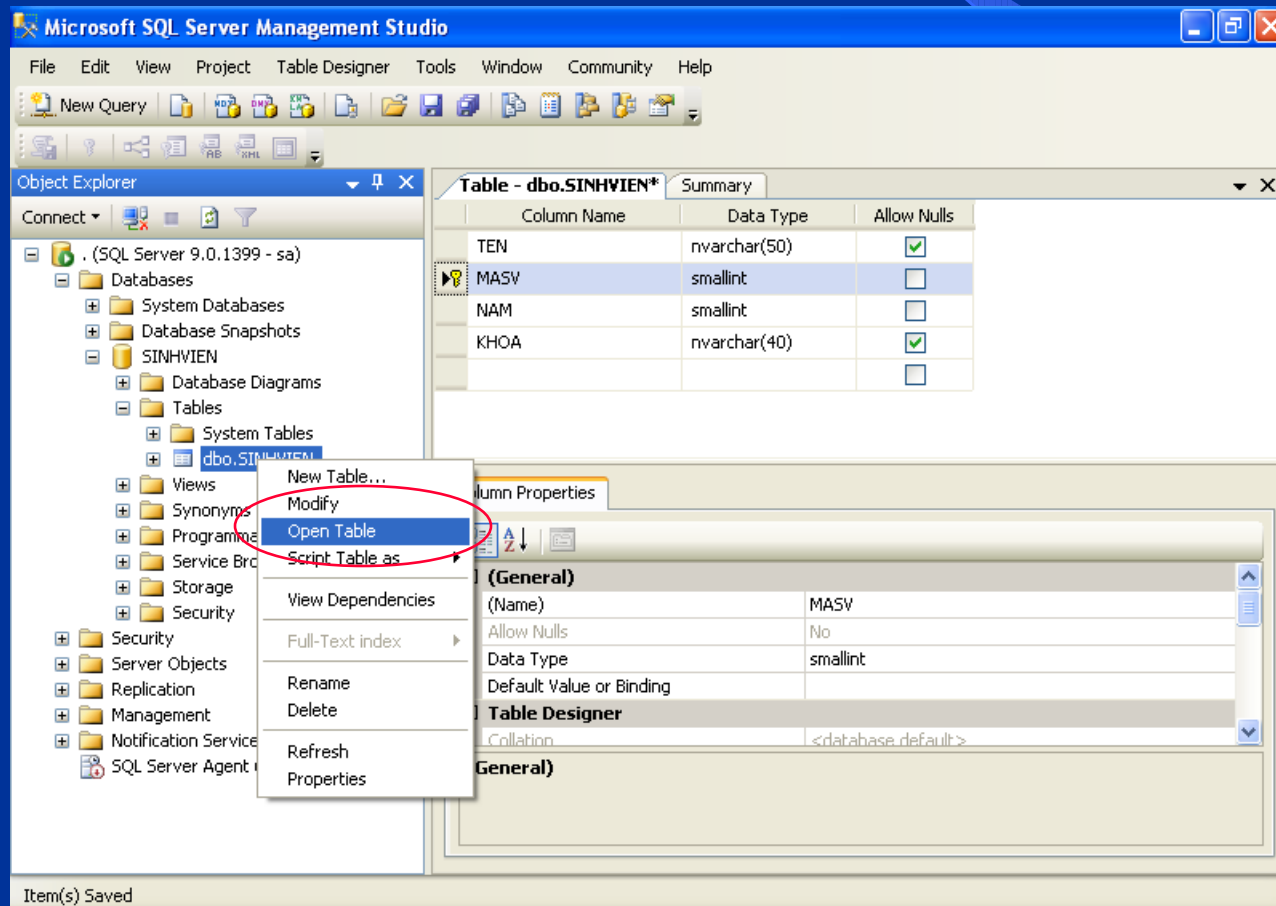 Microsoft SQL Server Management Studio
File Edit View Project Table Designer Tools Window Community Help
New Query
Object Explorer
Connect
. (SQL Server 9.0.1399 - sa)
Databases
System Databases
Database Snapshots
SINHVIEN
Database Diagrams
Tables
System Tables
dbo.SINHVIEN
Views
Synonyms
Programma
Service Bro
Storage
Security
Security
Server Objects
Replication
Management
Notification Service
SQL Server Agent
New Table...
Modify
Open Table
Script Table as
View Dependencies
Full-Text index
Rename
Delete
Refresh
Properties
Table - dbo.SINHVIEN* Summary
Column Name Data Type Allow Nulls
TEN nvarchar(50)
MASV smallint
NAM smallint
KHOA nvarchar(40)
lumn Properties
(General)
(Name) MASV
Allow Nulls No
Data Type smallint
Default Value or Binding
Table Designer
Collation <database default>
General)
Item(s) Saved